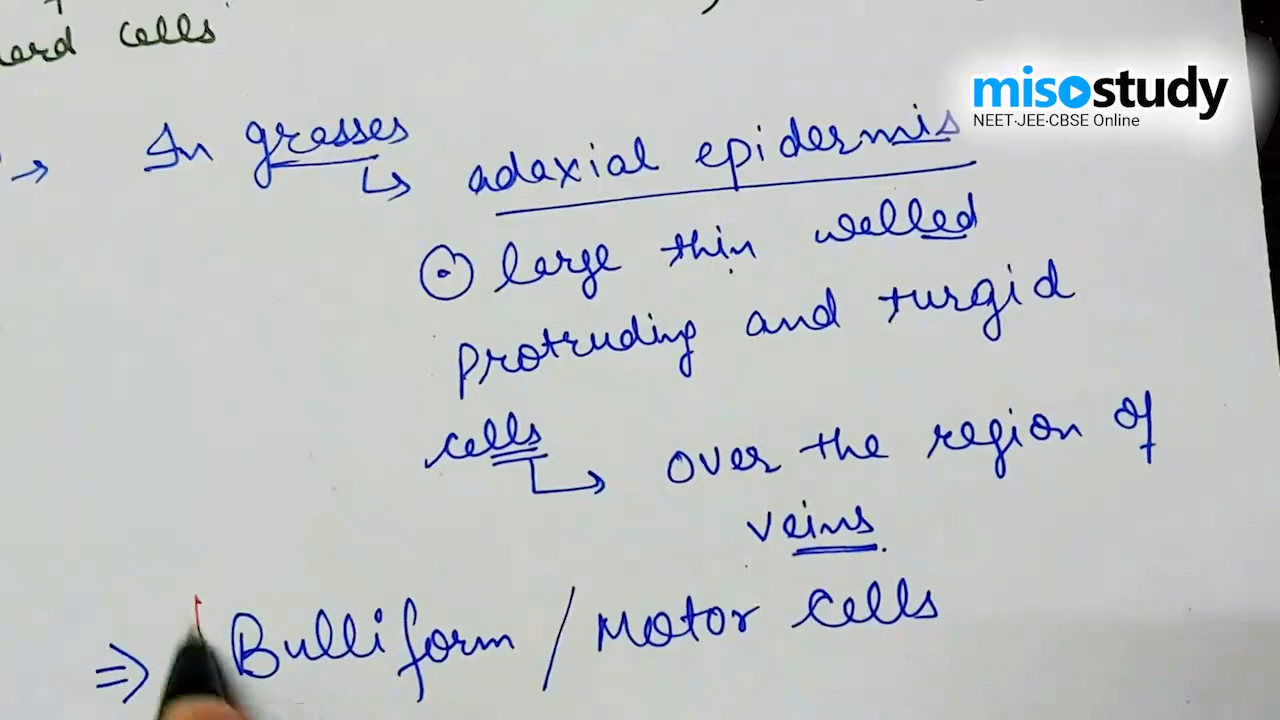 cells
misostudy
NEET·JEE·CBSE Online
→ In grasses
↳ adaxial epidermis
⊙ large thin walled
protruding and turgid
cells
↳ over the region of
veins.
⇒ Bulliform / Motor cells